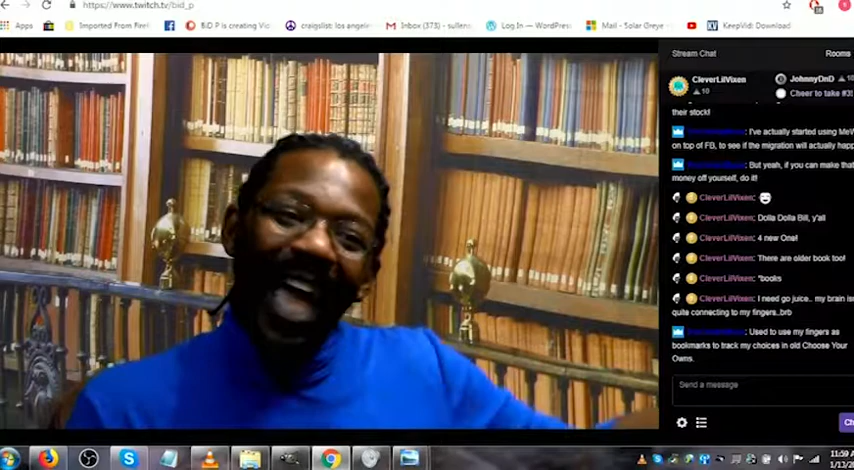 https://www.twitch.tv/bid_p
Apps
Imported From Firef
BiD P is creating Vid
craigslist: los angeles
Inbox (373) - sullens
Log In — WordPress
Mail - Solar Greye
KeepVid: Download
Stream Chat
Rooms
CleverLilVixen
10
JohnnyDnD
10
Cheer to take #3!
their stock!
: I've actually started using MeW
on top of FB, to see if the migration will actually happ
: But yeah, if you can make that
money off yourself, do it!
CleverLilVixen:
CleverLilVixen: Dolla Dolla Bill, y'all
CleverLilVixen: 4 new One!
CleverLilVixen: There are older book too!
CleverLilVixen: *books
CleverLilVixen: I need go juice.. my brain isn
quite connecting to my fingers..brb
: Used to use my fingers as
bookmarks to track my choices in old Choose Your
Owns.
Send a message
Ch
11:59
1/13/2